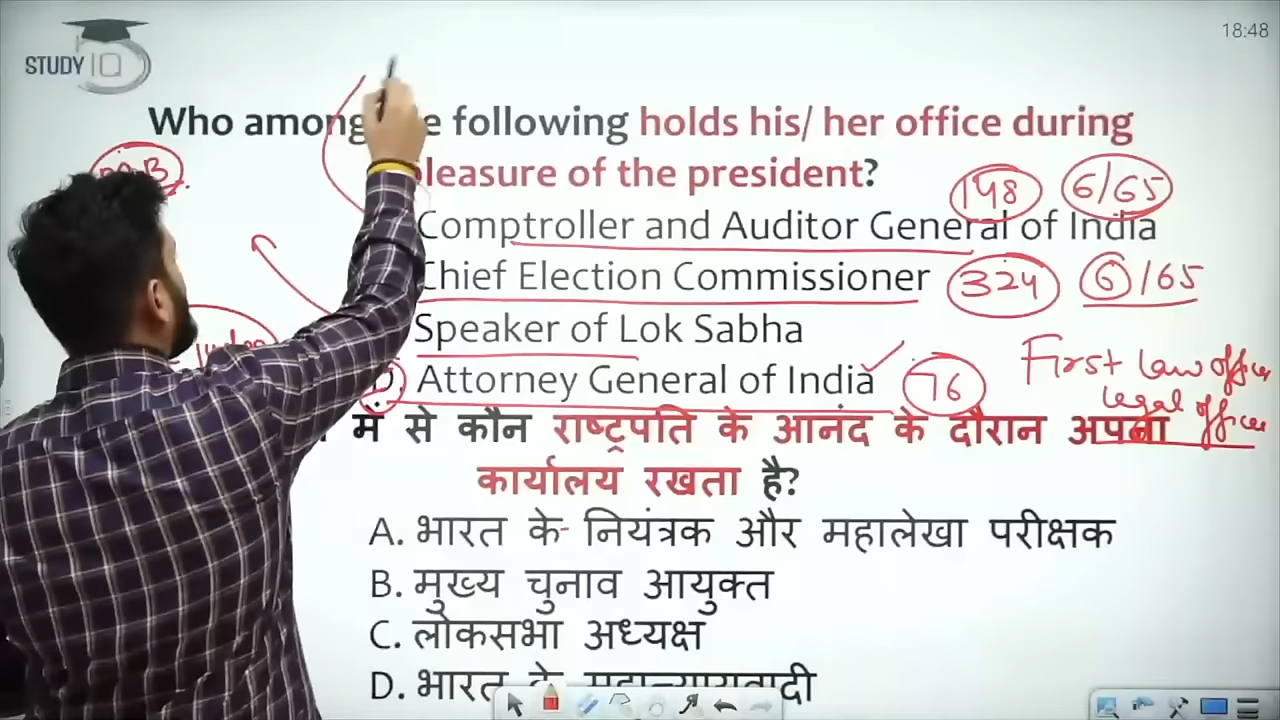 18:48
STUDY IQ
Who among e following holds his/ her office during
leasure of the president?
148 6/65
Comptroller and Auditor General of India
Chief Election Commissioner 324 6/65
Speaker of Lok Sabha
D. Attorney General of India 76
First law officer
legal officer
में से कौन राष्ट्रपति के आनंद के दौरान अपना
कार्यालय रखता है?
A. भारत के नियंत्रक और महालेखा परीक्षक
B. मुख्य चुनाव आयुक्त
C. लोकसभा अध्यक्ष
D. भारत के महान्यायवादी